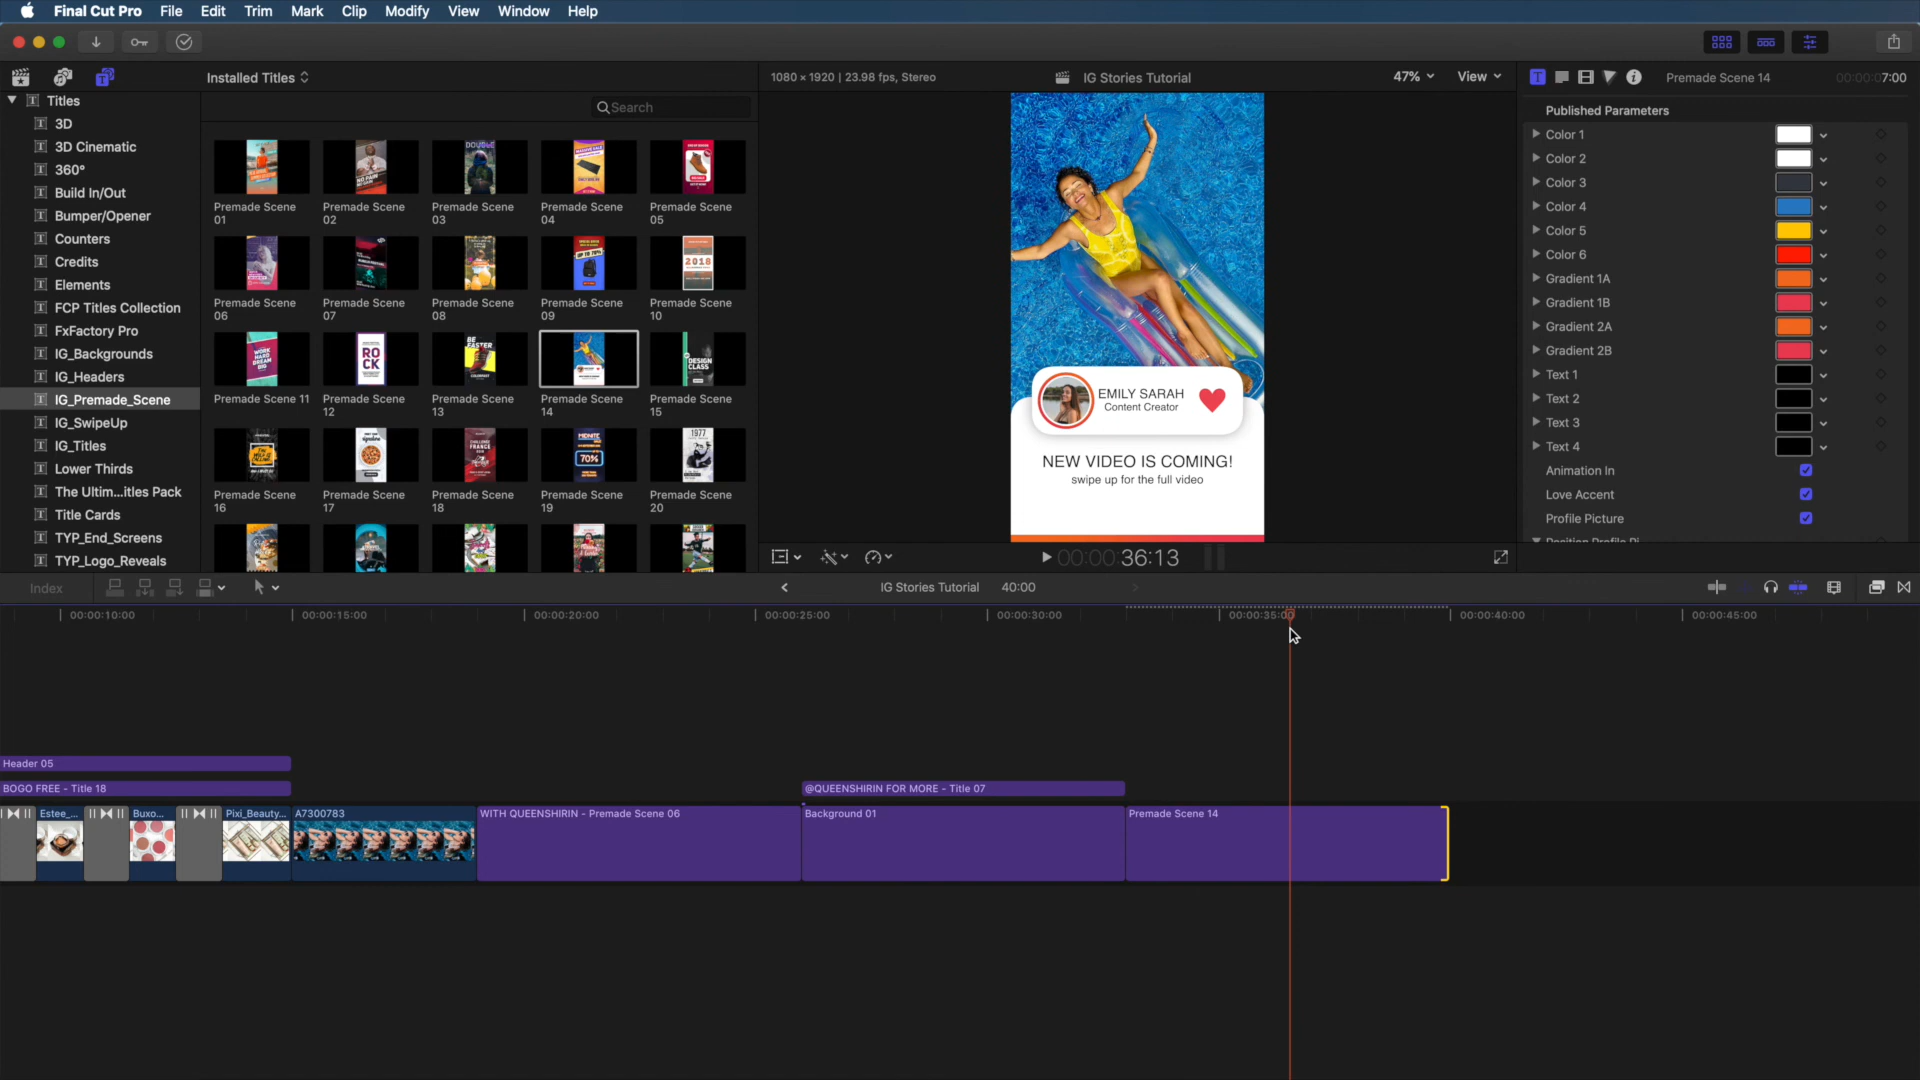 Final Cut Pro File Edit Trim Mark Clip Modify View Window Help
Installed Titles
1080 × 1920 | 23.98 fps, Stereo
IG Stories Tutorial
47%
View
Premade Scene 14
00:00:07:00
Titles
3D
3D Cinematic
360°
Build In/Out
Bumper/Opener
Counters
Credits
Elements
FCP Titles Collection
FxFactory Pro
IG_Backgrounds
IG_Headers
IG_Premade_Scene
IG_SwipeUp
IG_Titles
Lower Thirds
The Ultim...itles Pack
Title Cards
TYP_End_Screens
TYP_Logo_Reveals
Search
Premade Scene 01
Premade Scene 02
Premade Scene 03
Premade Scene 04
Premade Scene 05
Premade Scene 06
Premade Scene 07
Premade Scene 08
Premade Scene 09
Premade Scene 10
Premade Scene 11
Premade Scene 12
Premade Scene 13
Premade Scene 14
Premade Scene 15
Premade Scene 16
Premade Scene 17
Premade Scene 18
Premade Scene 19
Premade Scene 20
EMILY SARAH
Content Creator
NEW VIDEO IS COMING!
swipe up for the full video
00:00:36:13
Published Parameters
Color 1
Color 2
Color 3
Color 4
Color 5
Color 6
Gradient 1A
Gradient 1B
Gradient 2A
Gradient 2B
Text 1
Text 2
Text 3
Text 4
Animation In
Love Accent
Profile Picture
Index
IG Stories Tutorial 40:00
00:00:10:00
00:00:15:00
00:00:20:00
00:00:25:00
00:00:30:00
00:00:35:00
00:00:40:00
00:00:45:00
Header 05
BOGO FREE - Title 18
@QUEENSHIRIN FOR MORE - Title 07
Estee_...
Buxo...
Pixi_Beauty...
A7300783
WITH QUEENSHIRIN - Premade Scene 06
Background 01
Premade Scene 14